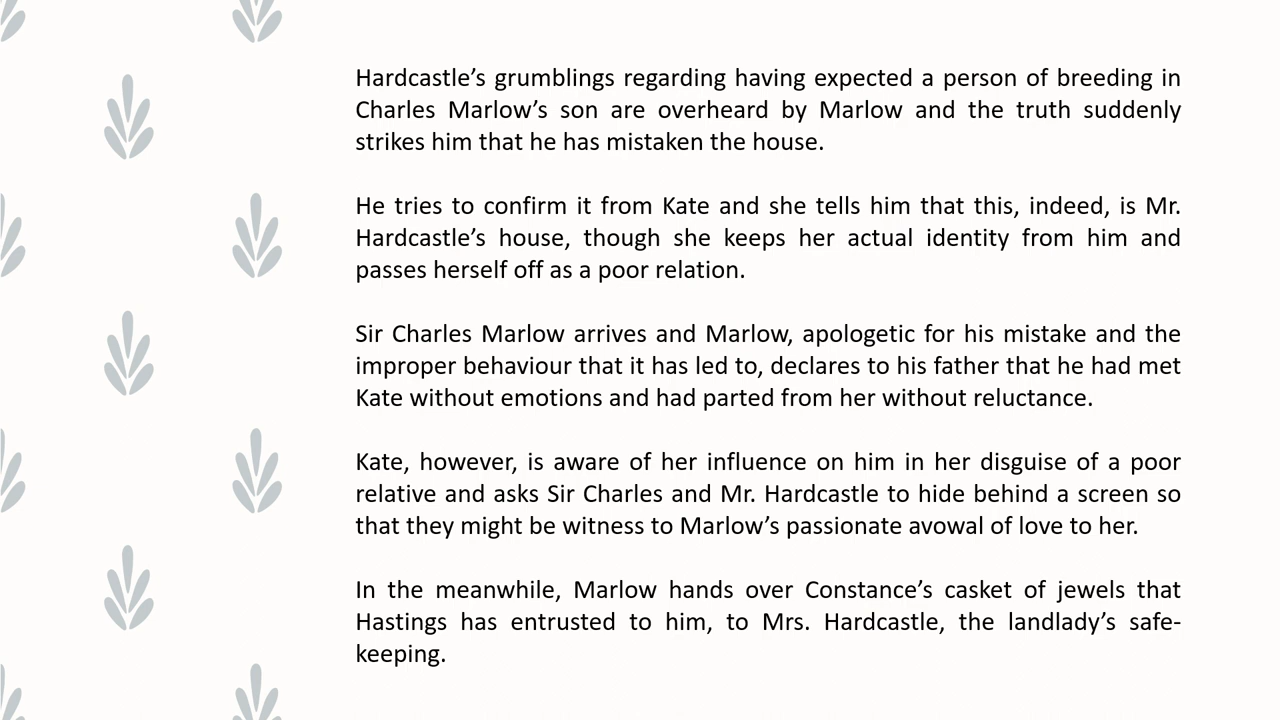 Hardcastle’s grumblings regarding having expected a person of breeding in
Charles Marlow’s son are overheard by Marlow and the truth suddenly
strikes him that he has mistaken the house.
He tries to confirm it from Kate and she tells him that this, indeed, is Mr.
Hardcastle’s house, though she keeps her actual identity from him and
passes herself off as a poor relation.
Sir Charles Marlow arrives and Marlow, apologetic for his mistake and the
improper behaviour that it has led to, declares to his father that he had met
Kate without emotions and had parted from her without reluctance.
Kate, however, is aware of her influence on him in her disguise of a poor
relative and asks Sir Charles and Mr. Hardcastle to hide behind a screen so
that they might be witness to Marlow’s passionate avowal of love to her.
In the meanwhile, Marlow hands over Constance’s casket of jewels that
Hastings has entrusted to him, to Mrs. Hardcastle, the landlady’s safe-
keeping.